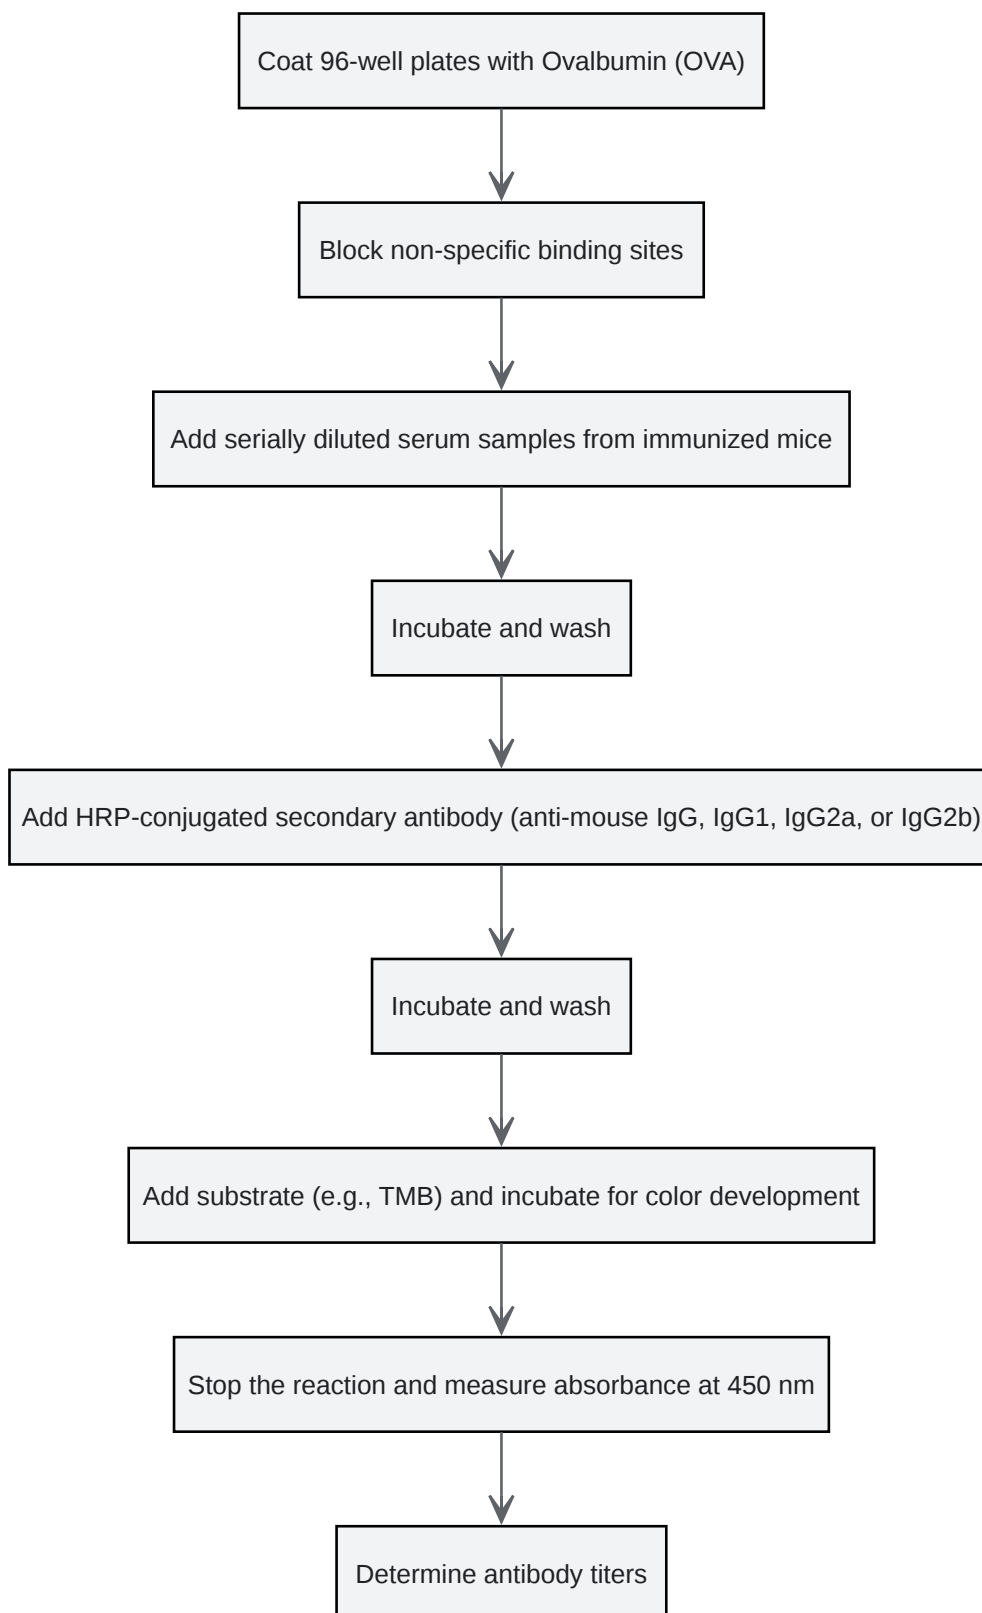 Coat 96-well plates with Ovalbumin (OVA)
Block non-specific binding sites
Add serially diluted serum samples from immunized mice
Incubate and wash
Add HRP-conjugated secondary antibody (anti-mouse IgG, IgG1, IgG2a, or IgG2b)
Incubate and wash
Add substrate (e.g., TMB) and incubate for color development
Stop the reaction and measure absorbance at 450 nm
Determine antibody titers